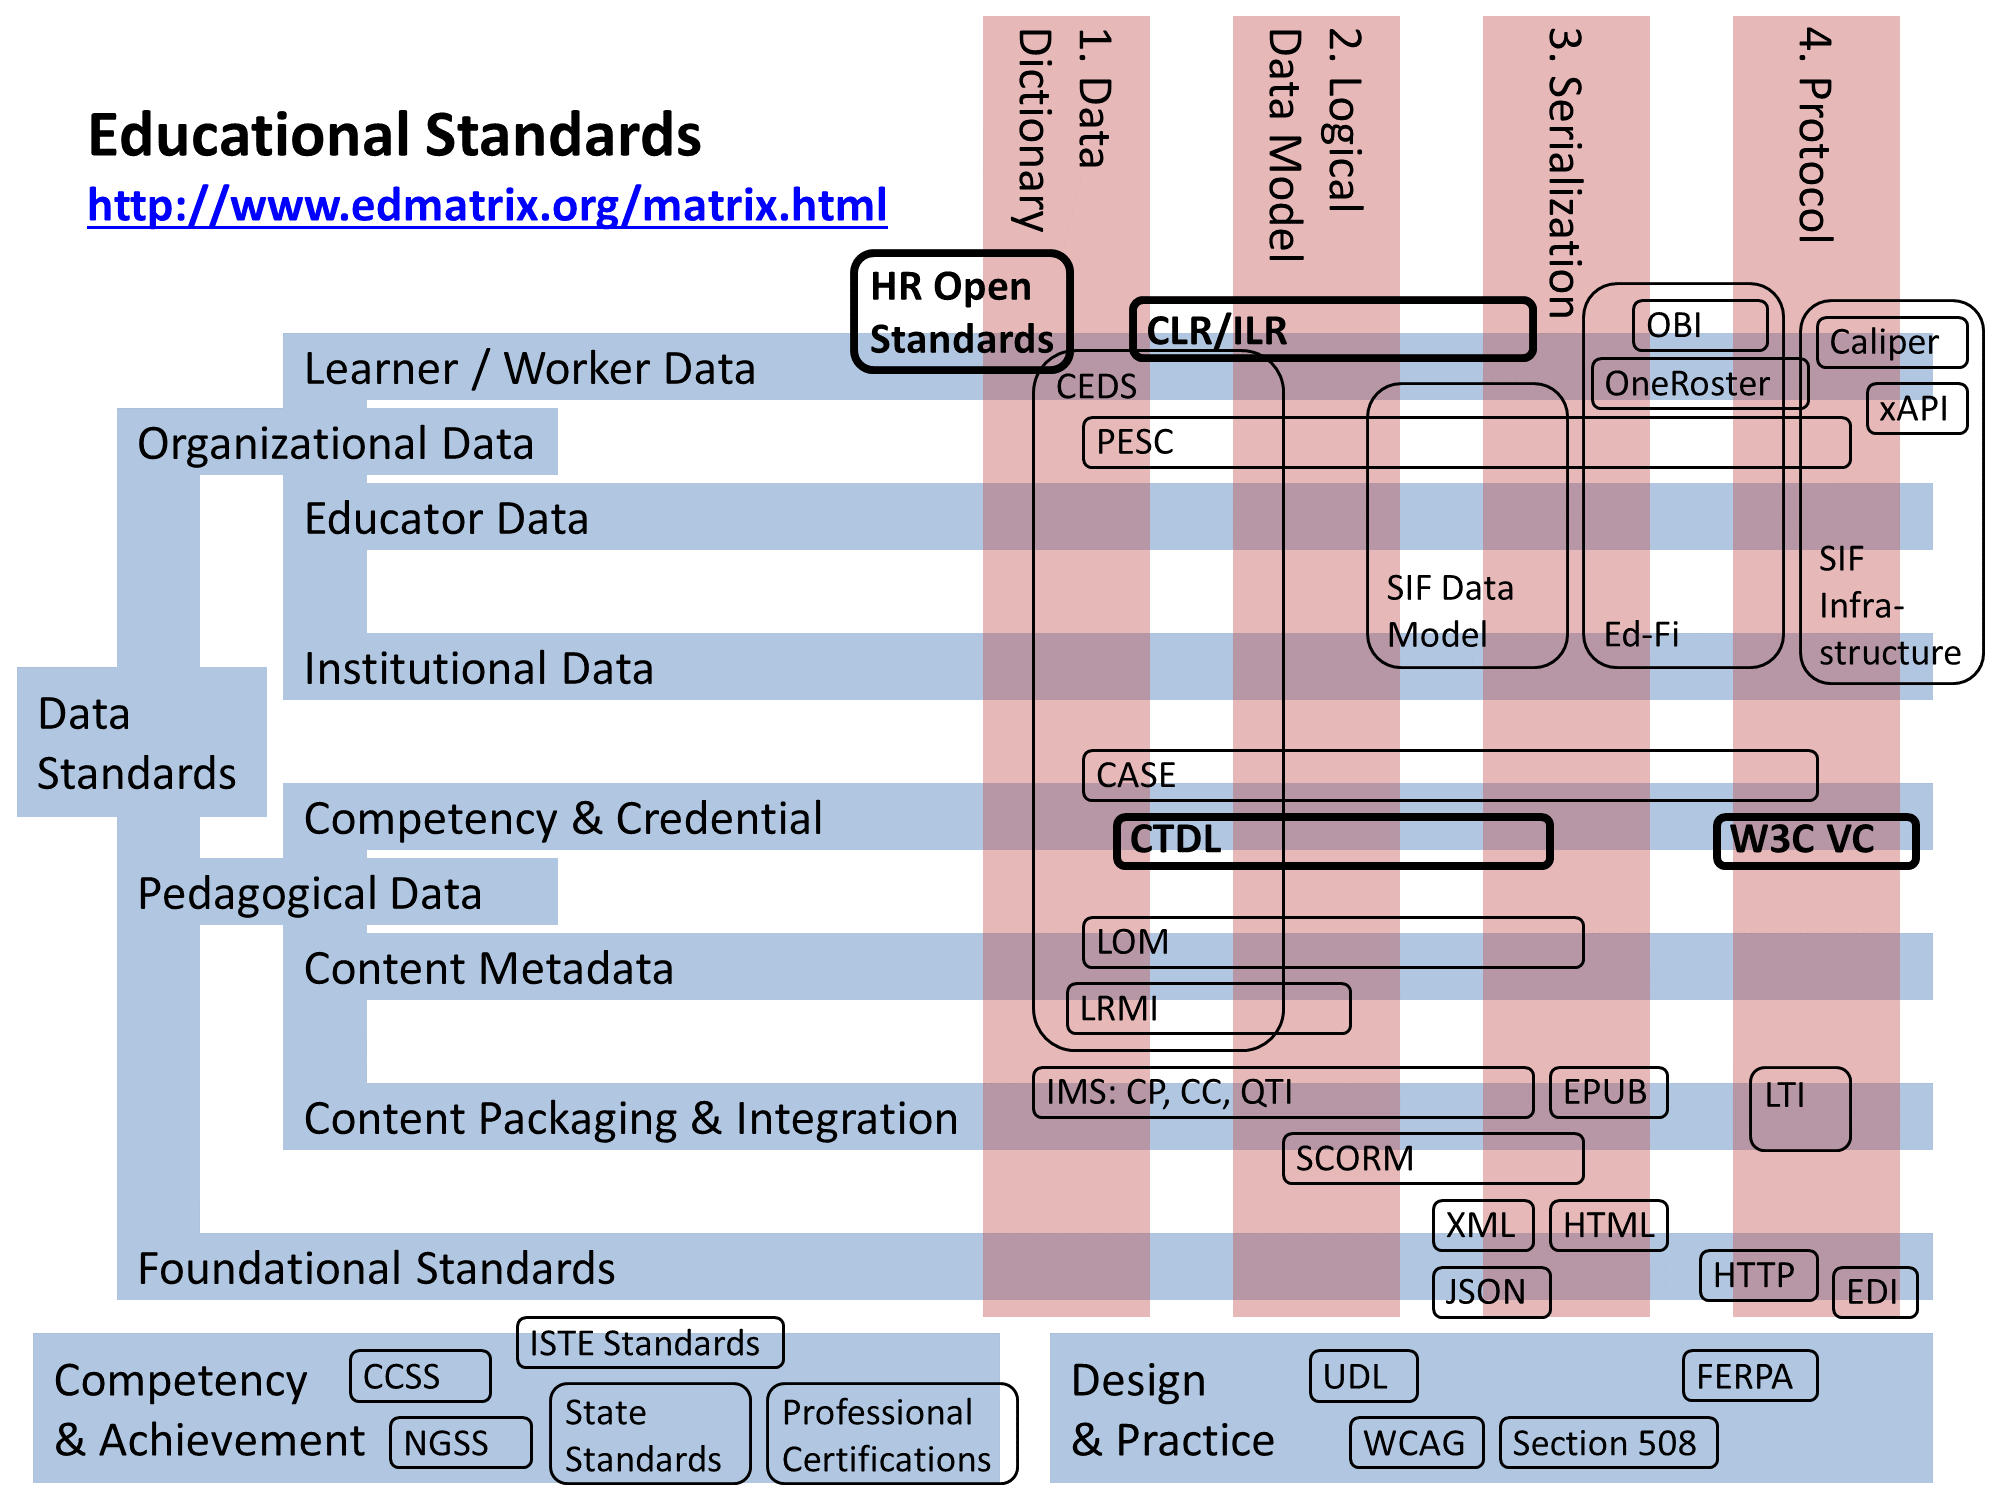 Educational Standards
http://www.edmatrix.org/matrix.html
1. Data
Dictionary
2. Logical
Data Model
3. Serialization
4. Protocol
HR Open
Standards
CLR/ILR
OBI
Caliper
Learner / Worker Data
CEDS
OneRoster
xAPI
Organizational Data
PESC
Educator Data
SIF Data
Model
Ed-Fi
SIF
Infra-
structure
Institutional Data
Data
Standards
CASE
Competency & Credential
CTDL
W3C VC
Pedagogical Data
LOM
Content Metadata
LRMI
IMS: CP, CC, QTI
EPUB
LTI
Content Packaging & Integration
SCORM
XML
HTML
Foundational Standards
HTTP
JSON
EDI
Competency
& Achievement
ISTE Standards
CCSS
NGSS
State
Standards
Professional
Certifications
Design
& Practice
UDL
FERPA
WCAG
Section 508